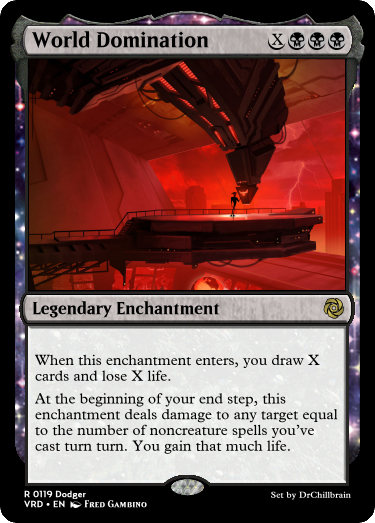 World Domination X
Legendary Enchantment
When this enchantment enters, you draw X
cards and lose X life.
At the beginning of your end step, this
enchantment deals damage to any target equal
to the number of noncreature spells you've
cast turn turn. You gain that much life.
R 0119 Dodger
VRD • EN Fred Gambino
Set by DrChillbrain